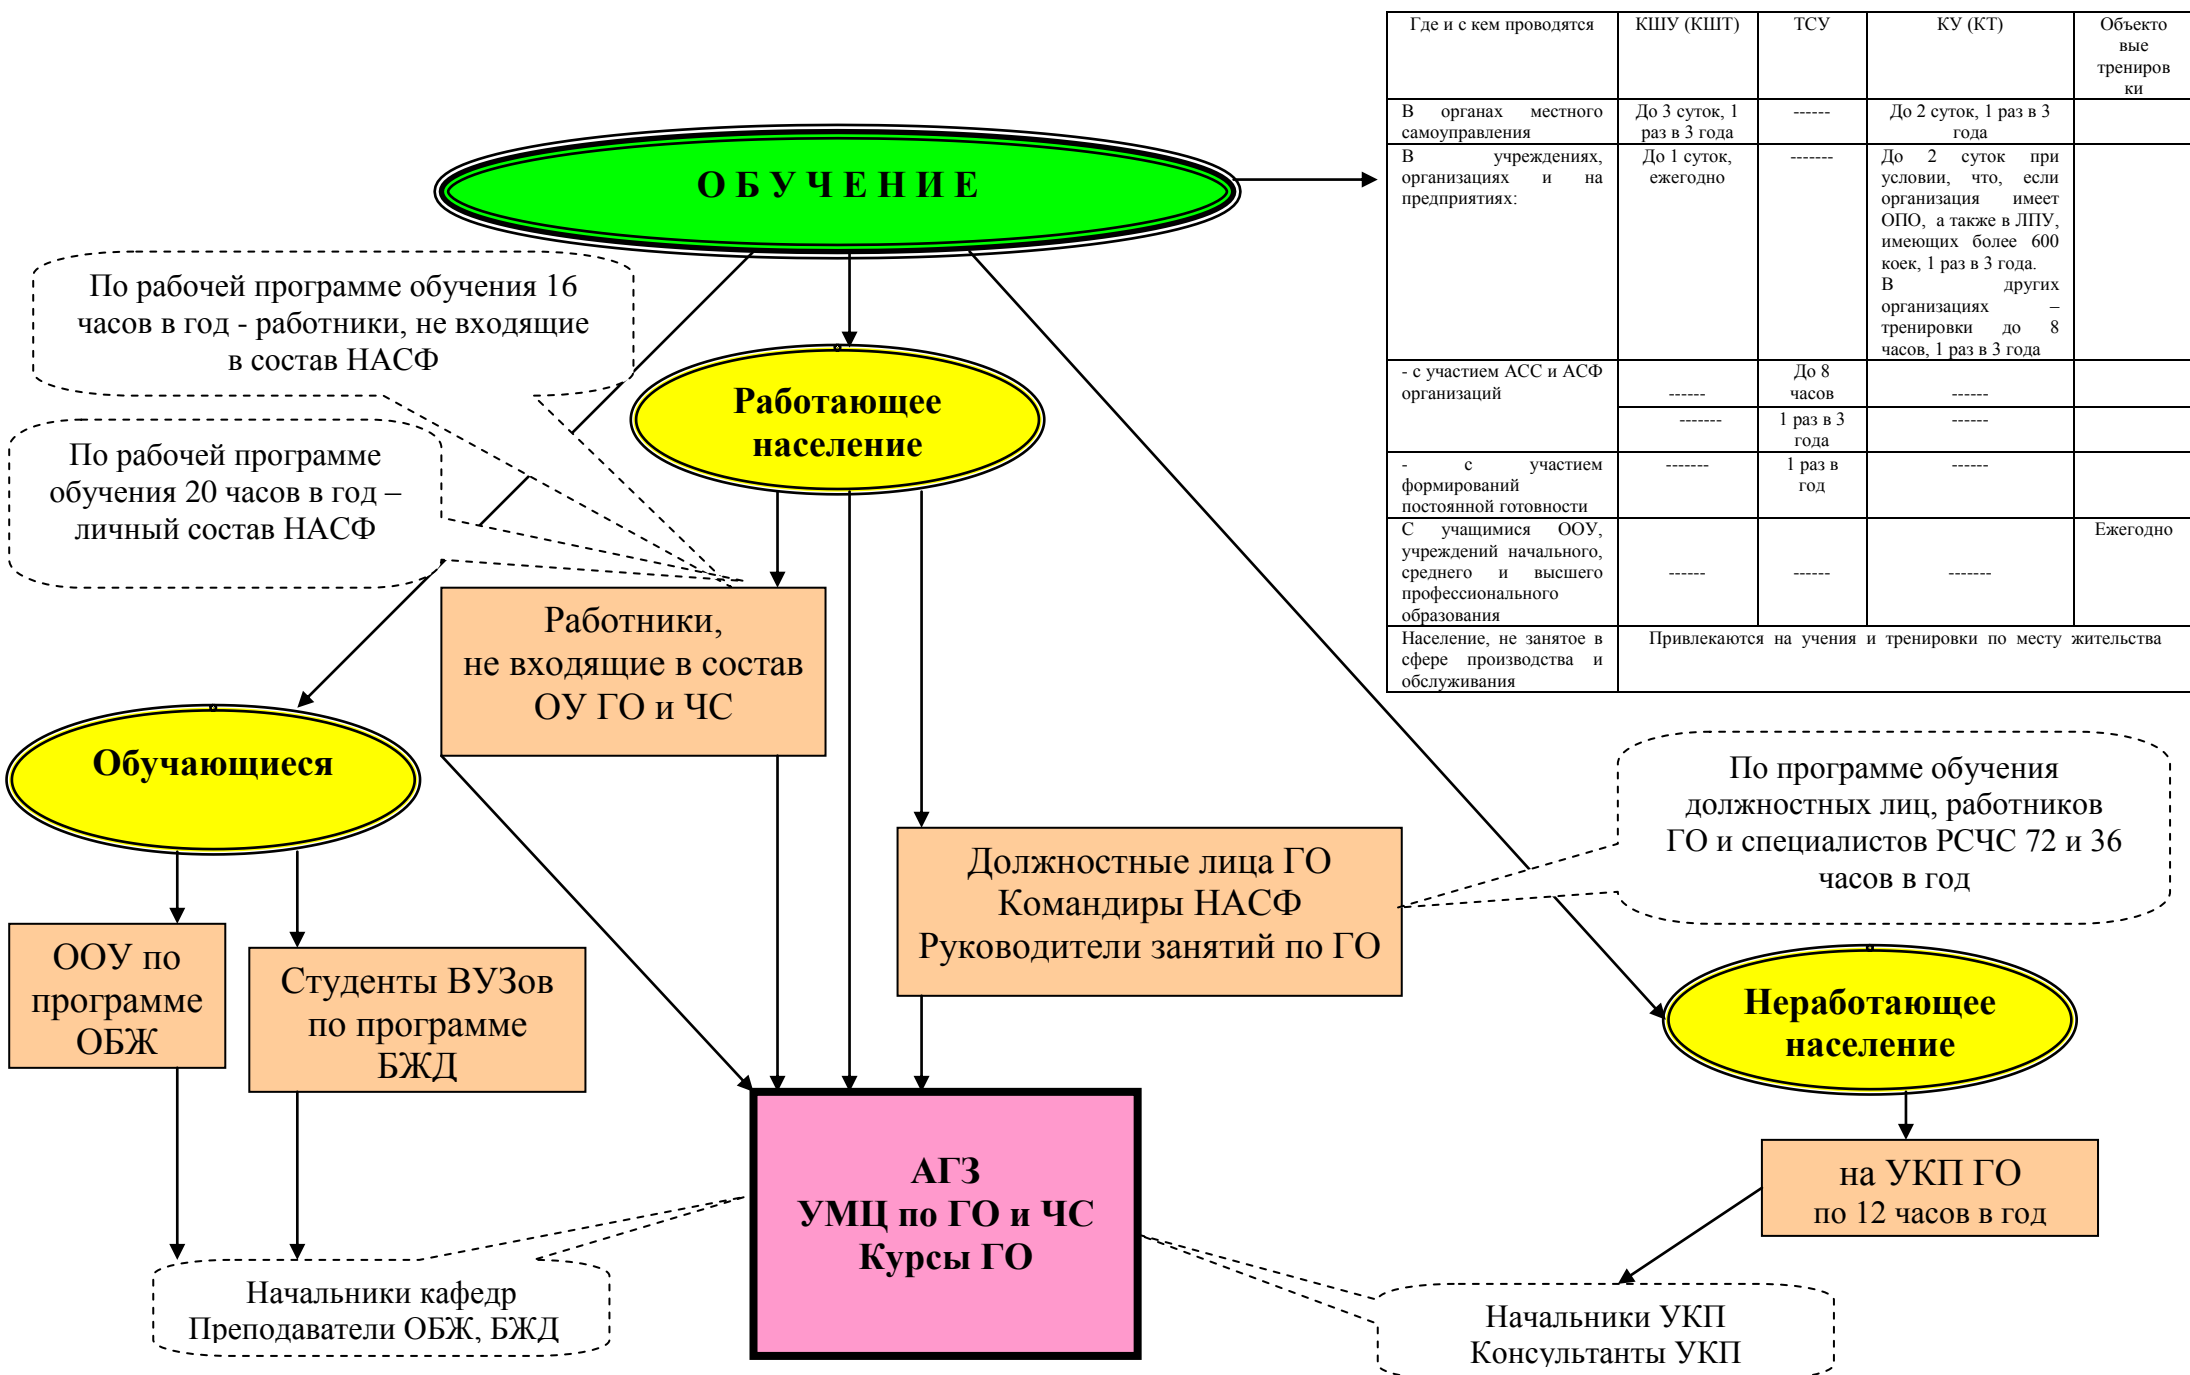 О Б У Ч Е Н И Е
Где и с кем проводятся
КШУ (КШТ)
ТСУ
КУ (КТ)
Объекто
вые
трениров
ки
В органах местного
самоуправления
До 3 суток, 1
раз в 3 года
------
До 2 суток, 1 раз в 3
года
В учреждениях,
организациях и на
предприятиях:
До 1 суток,
ежегодно
-------
До 2 суток при
условии, что, если
организация имеет
ОПО, а также в ЛПУ,
имеющих более 600
коек, 1 раз в 3 года.
В других
организациях –
тренировки до 8
часов, 1 раз в 3 года
- с участием АСС и АСФ
организаций
------
До 8
часов
------
-------
1 раз в 3
года
------
- с участием
формирований
постоянной готовности
-------
1 раз в
год
------
С учащимися ООУ,
учреждений начального,
среднего и высшего
профессионального
образования
------
------
-------
Ежегодно
Население, не занятое в
сфере производства и
обслуживания
Привлекаются на учения и тренировки по месту жительства
По рабочей программе обучения 16
часов в год - работники, не входящие
в состав НАСФ
По рабочей программе
обучения 20 часов в год –
личный состав НАСФ
Работающее
население
Работники,
не входящие в состав
ОУ ГО и ЧС
Обучающиеся
По программе обучения
должностных лиц, работников
ГО и специалистов РСЧС 72 и 36
часов в год
Должностные лица ГО
Командиры НАСФ
Руководители занятий по ГО
ООУ по
программе
ОБЖ
Студенты ВУЗов
по программе
БЖД
Неработающее
население
АГЗ
УМЦ по ГО и ЧС
Курсы ГО
на УКП ГО
по 12 часов в год
Начальники кафедр
Преподаватели ОБЖ, БЖД
Начальники УКП
Консультанты УКП